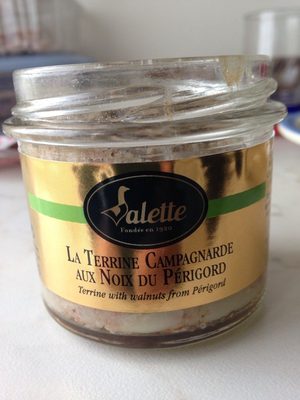 Valette
Fondée en 1920
La Terrine Campagnarde
aux Noix du Périgord
Terrine with walnuts from Périgord